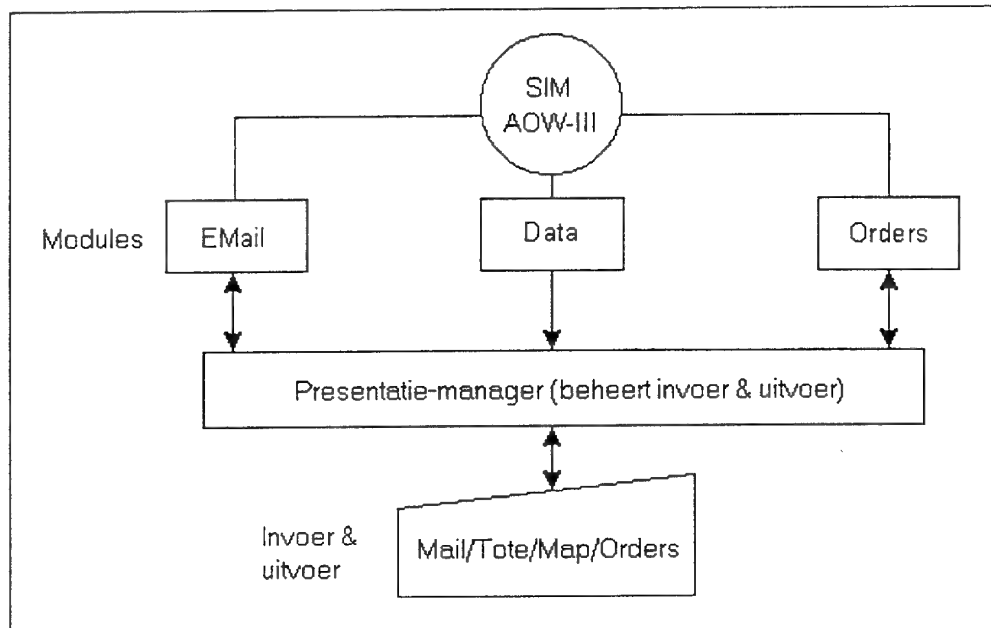 SIM
AOW-III
Modules
EMail
Data
Orders
Presentatie-manager (beheert invoer & uitvoer)
Invoer &
uitvoer
Mail/Tote/Map/Orders